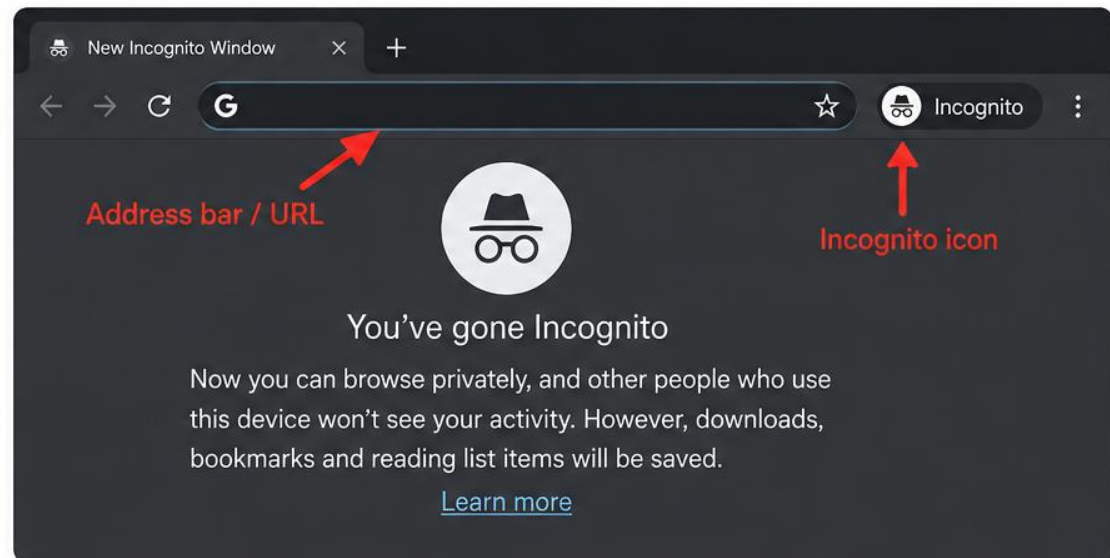 New Incognito Window
G
Incognito
Address bar / URL
Incognito icon
You’ve gone Incognito
Now you can browse privately, and other people who use
this device won’t see your activity. However, downloads,
bookmarks and reading list items will be saved.
Learn more